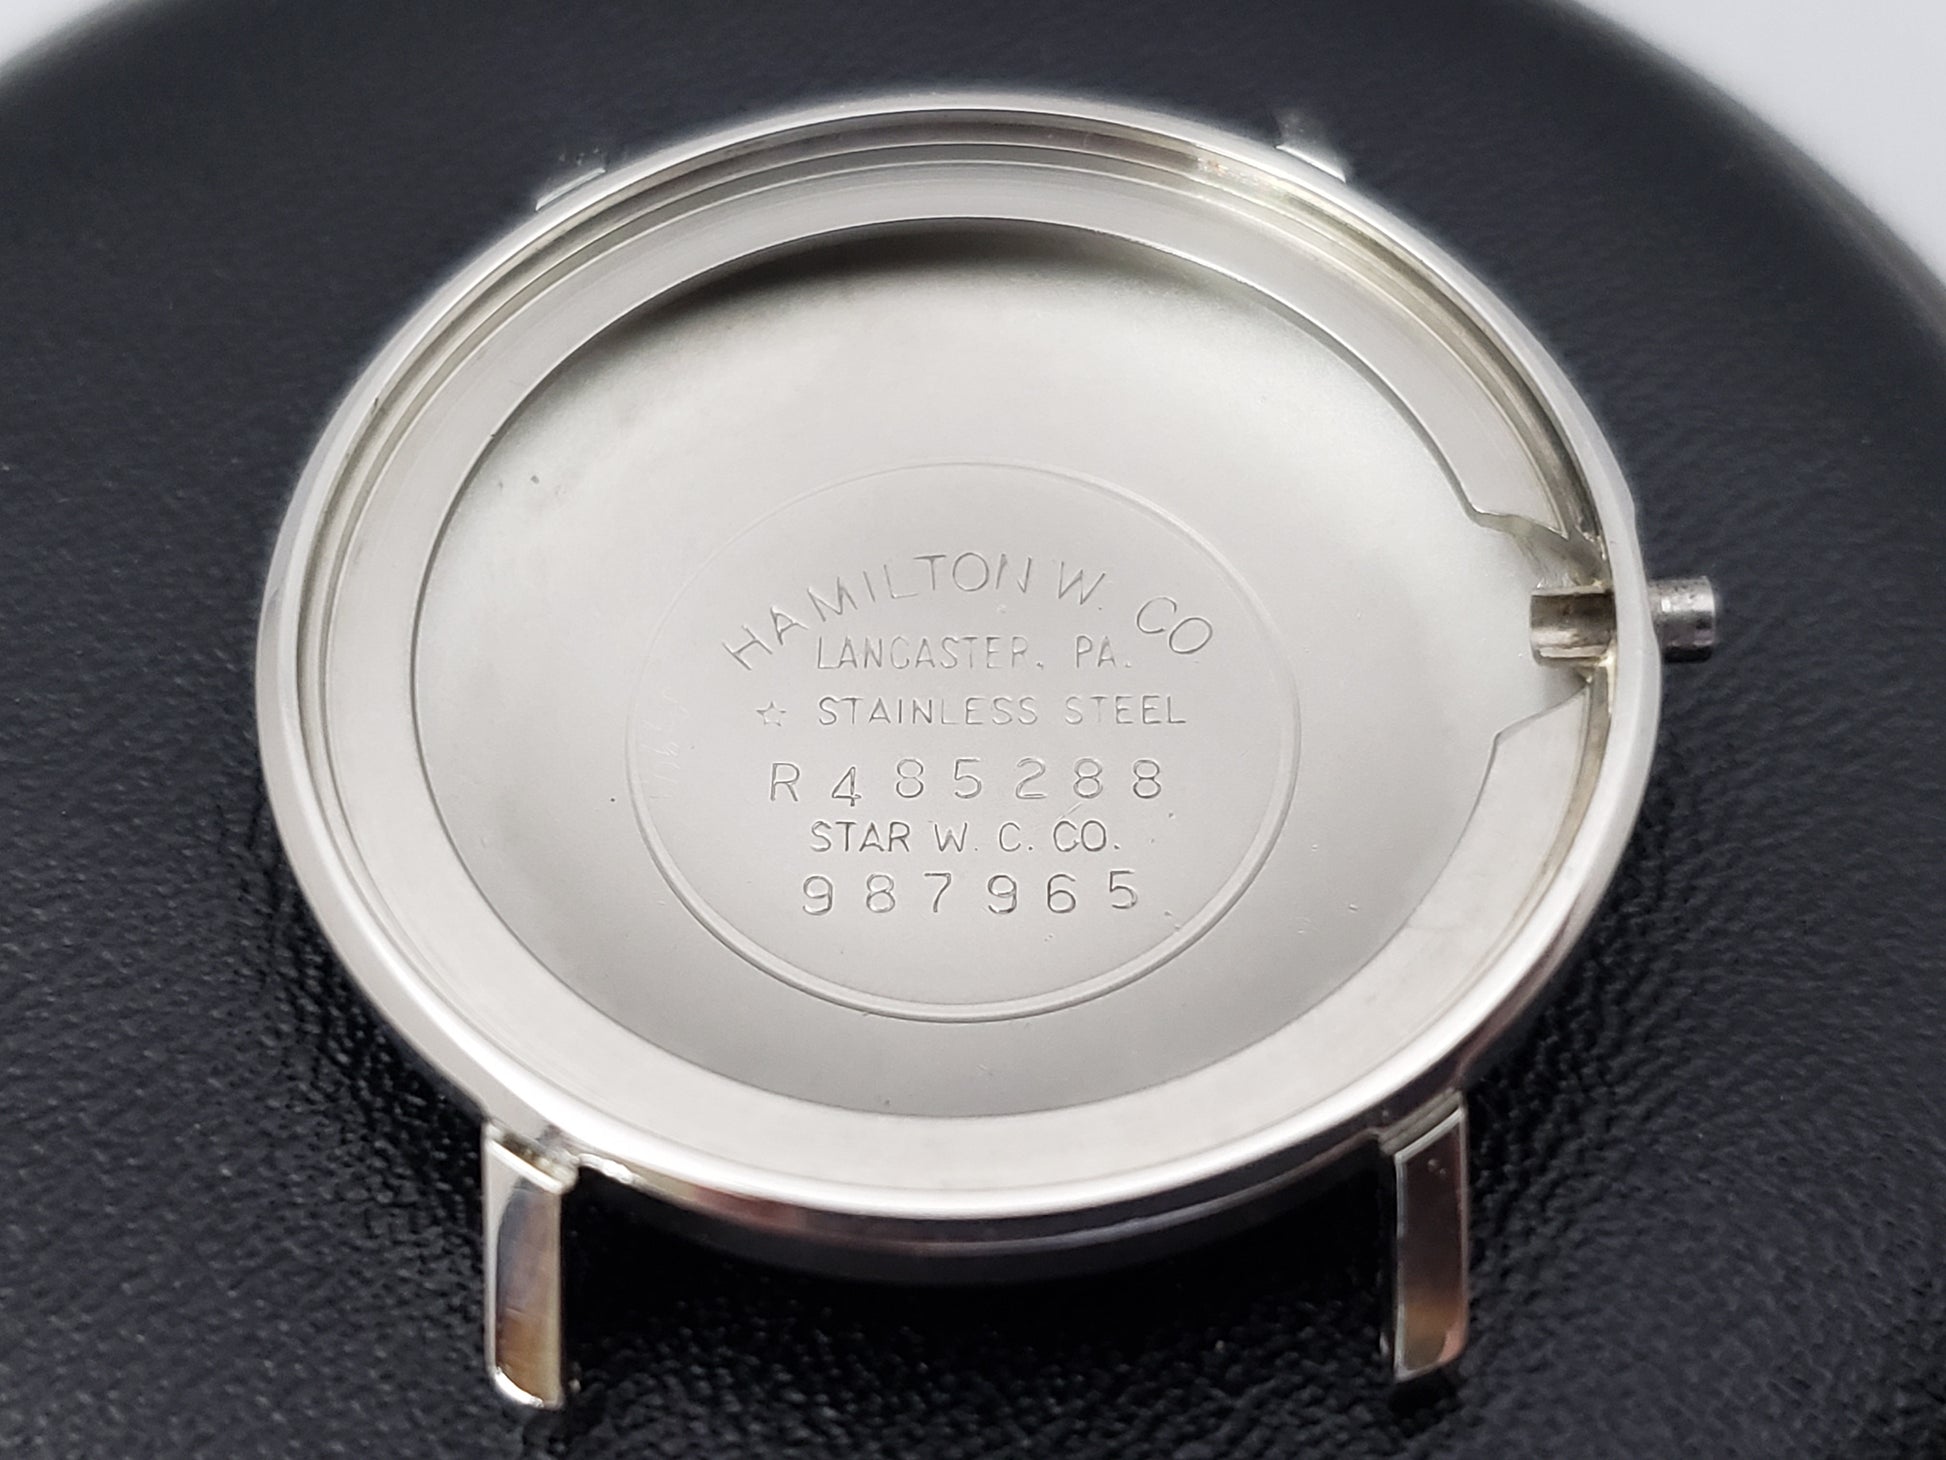 HAMILTON W. CO
LANCASTER, PA.
☆ STAINLESS STEEL
R485288
STAR W. C. CO.
987965